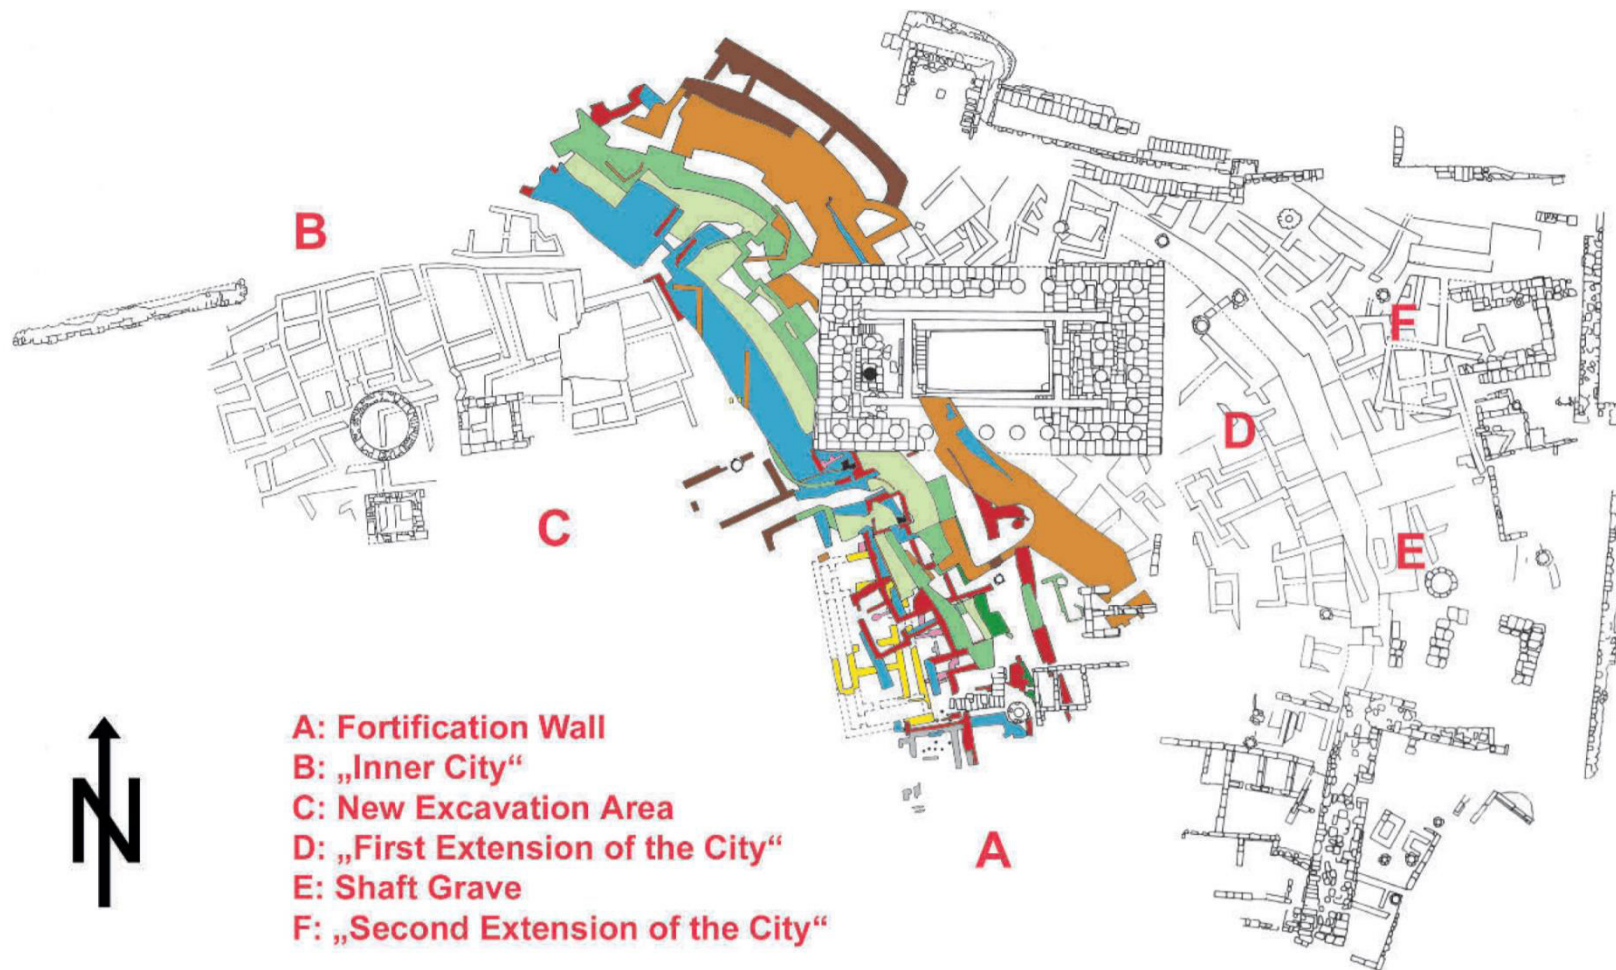 B
F
D
C
E
A
N
A: Fortification Wall
B: „Inner City“
C: New Excavation Area
D: „First Extension of the City“
E: Shaft Grave
F: „Second Extension of the City“